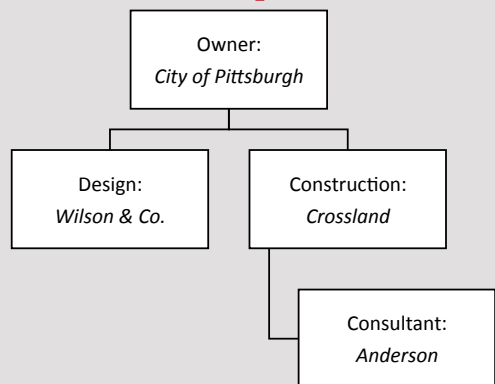 Owner:
City of Pittsburgh
Design:
Wilson & Co.
Construction:
Crossland
Consultant:
Anderson